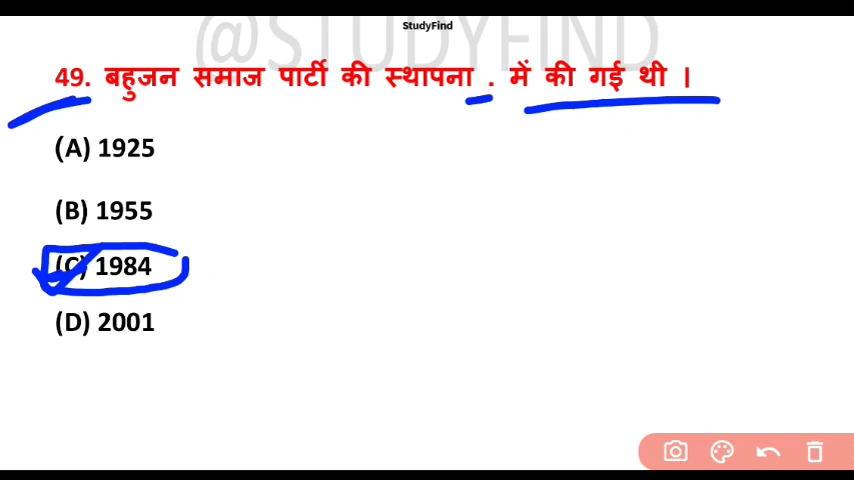 StudyFind
@STUDYFIND
49. बहुजन समाज पार्टी की स्थापना . में की गई थी ।
(A) 1925
(B) 1955
(C) 1984
(D) 2001